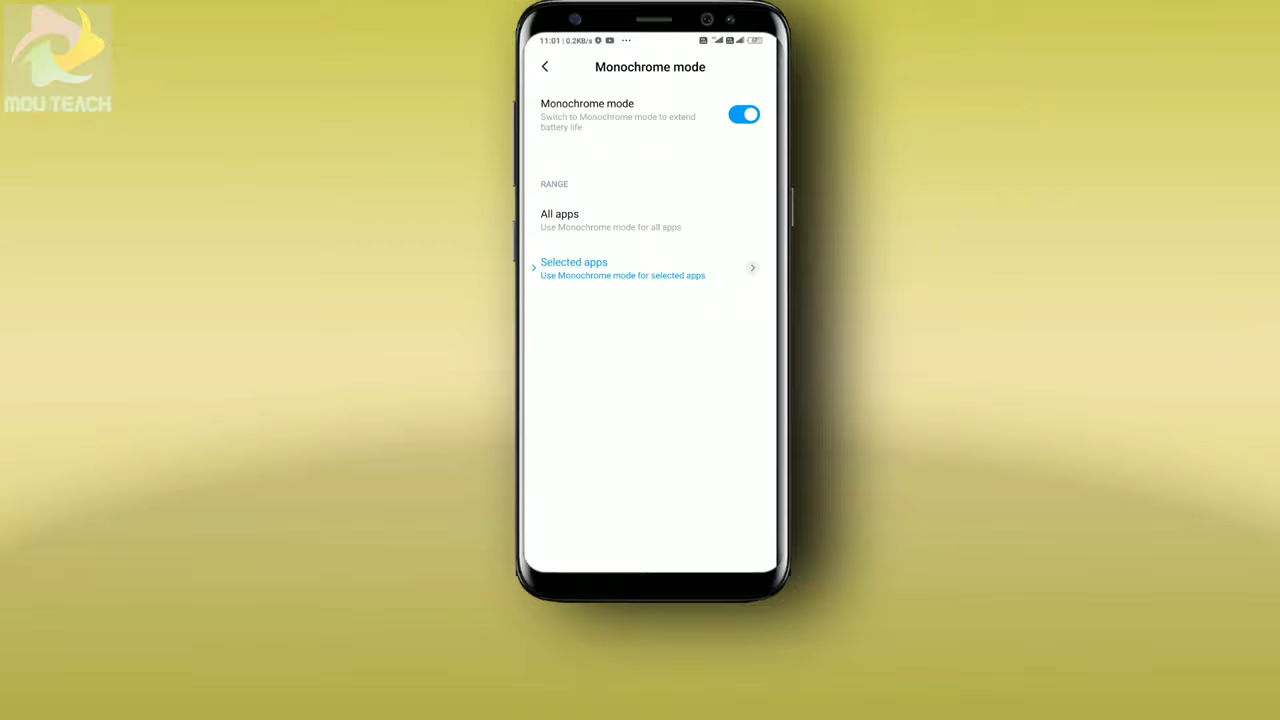 MOU TEACH
11:01 | 0.2KB/s
Monochrome mode
Monochrome mode
Switch to Monochrome mode to extend
battery life
RANGE
All apps
Use Monochrome mode for all apps
Selected apps
Use Monochrome mode for selected apps